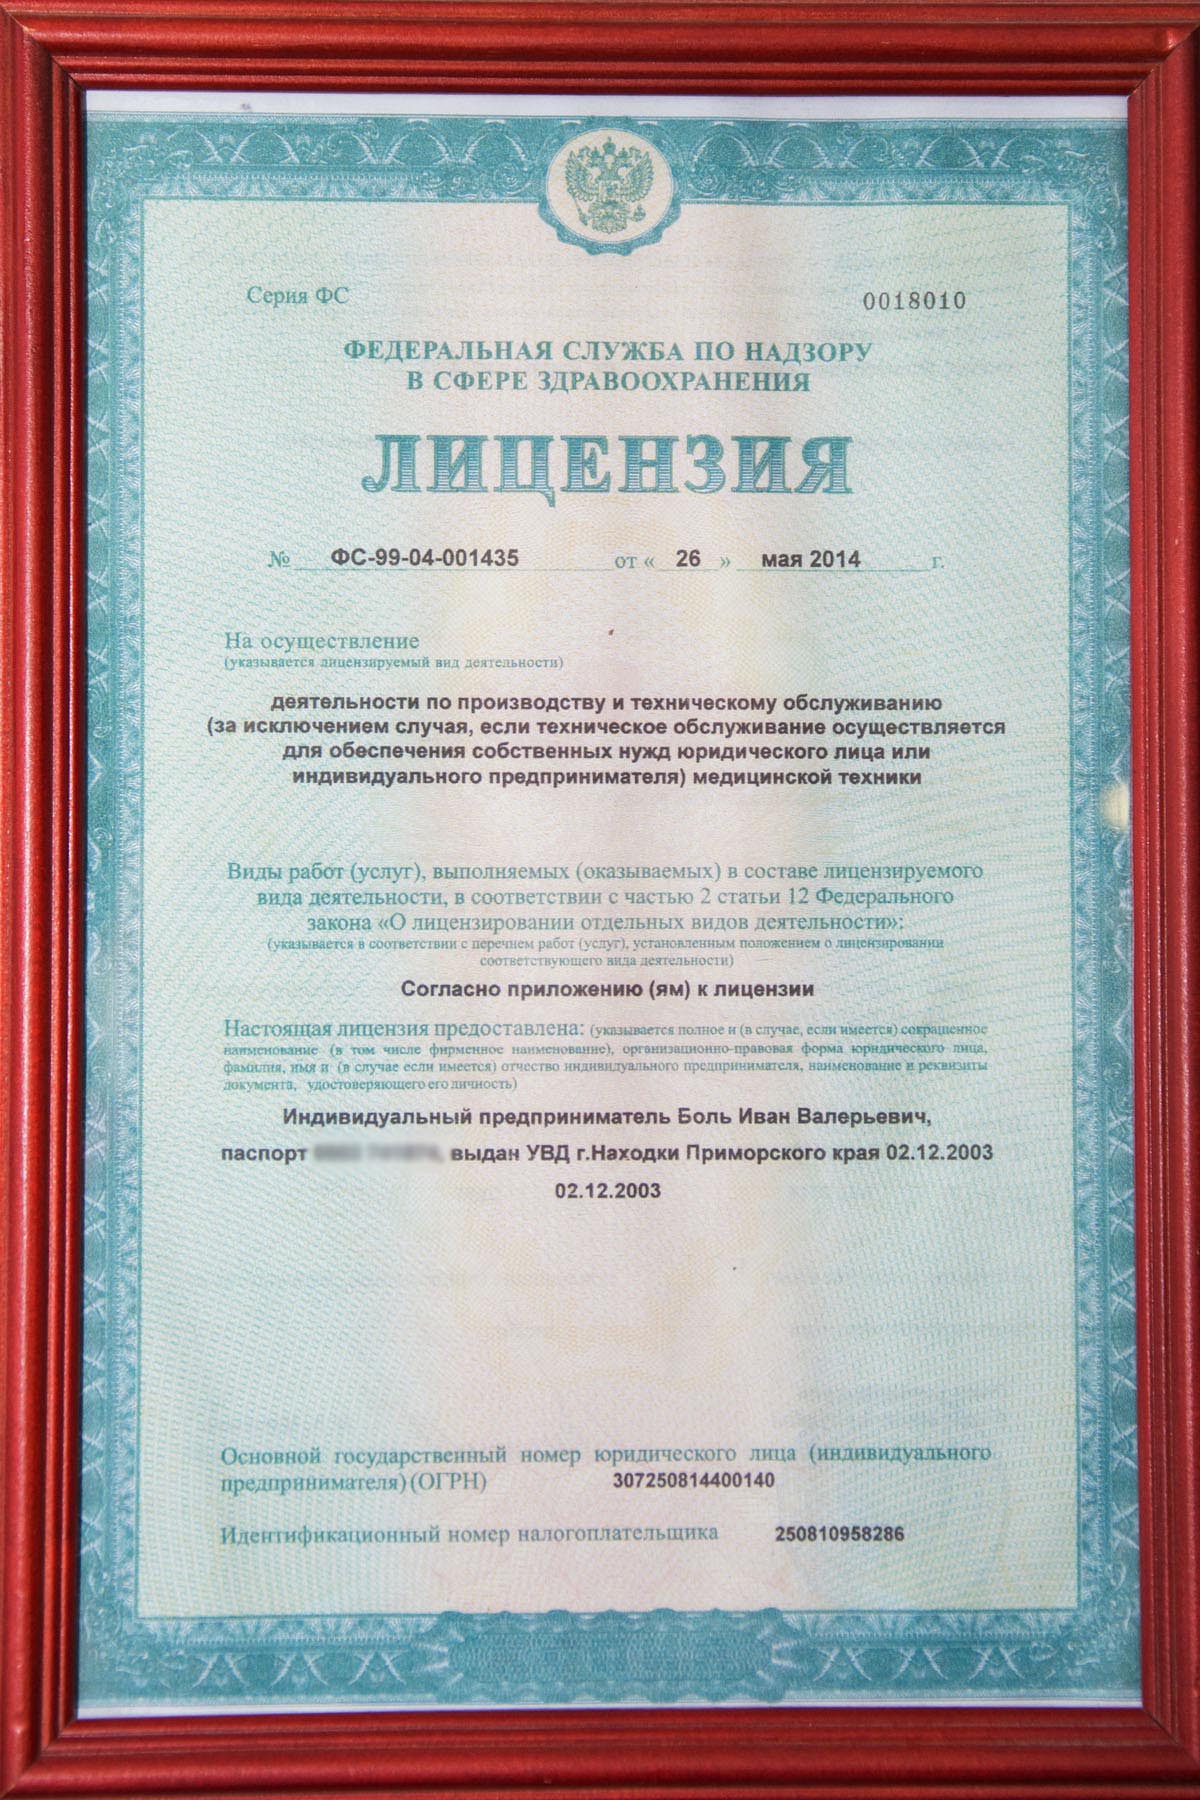 Серия ФС
0018010
ФЕДЕРАЛЬНАЯ СЛУЖБА ПО НАДЗОРУ
В СФЕРЕ ЗДРАВООХРАНЕНИЯ
ЛИЦЕНЗИЯ
№ ФС-99-04-001435 от « 26 » мая 2014 г.
На осуществление
(указывается лицензируемый вид деятельности)
деятельности по производству и техническому обслуживанию
(за исключением случая, если техническое обслуживание осуществляется
для обеспечения собственных нужд юридического лица или
индивидуального предпринимателя) медицинской техники
Виды работ (услуг), выполняемых (оказываемых) в составе лицензируемого
вида деятельности, в соответствии с частью 2 статьи 12 Федерального
закона «О лицензировании отдельных видов деятельности»:
(указывается в соответствии с перечнем работ (услуг), установленным положением о лицензировании
соответствующего вида деятельности)
Согласно приложению (ям) к лицензии
Настоящая лицензия предоставлена: (указывается полное и (в случае, если имеется) сокращенное
наименование (в том числе фирменное наименование), организационно-правовая форма юридического лица,
фамилия, имя и (в случае если имеется) отчество индивидуального предпринимателя, наименование и реквизиты
документа, удостоверяющего его личность)
Индивидуальный предприниматель Боль Иван Валерьевич,
паспорт выдан УВД г.Находки Приморского края 02.12.2003
02.12.2003
Основной государственный номер юридического лица (индивидуального
предпринимателя) (ОГРН) 307250814400140
Идентификационный номер налогоплательщика 250810958286